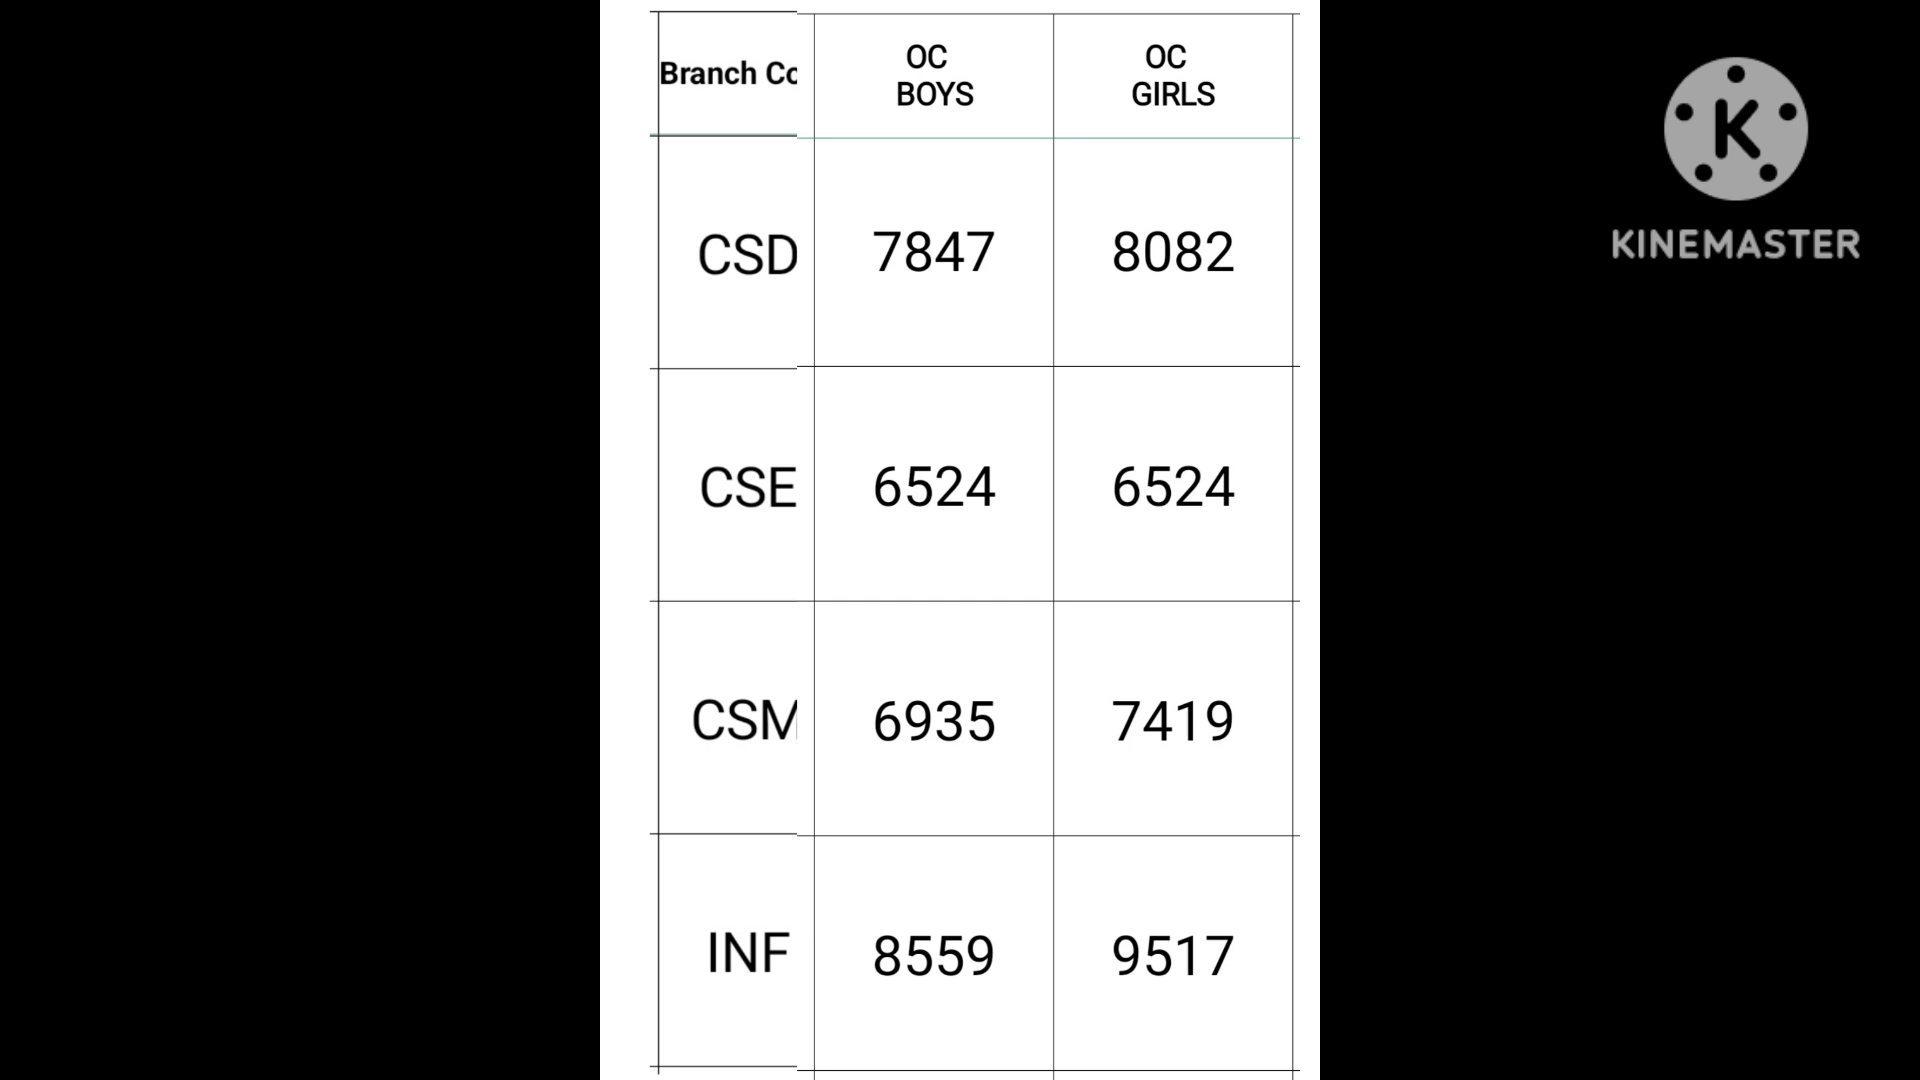 Branch Co
OC
BOYS
OC
GIRLS
CSD 7847 8082
CSE 6524 6524
CSM 6935 7419
INF 8559 9517
K
KINEMASTER